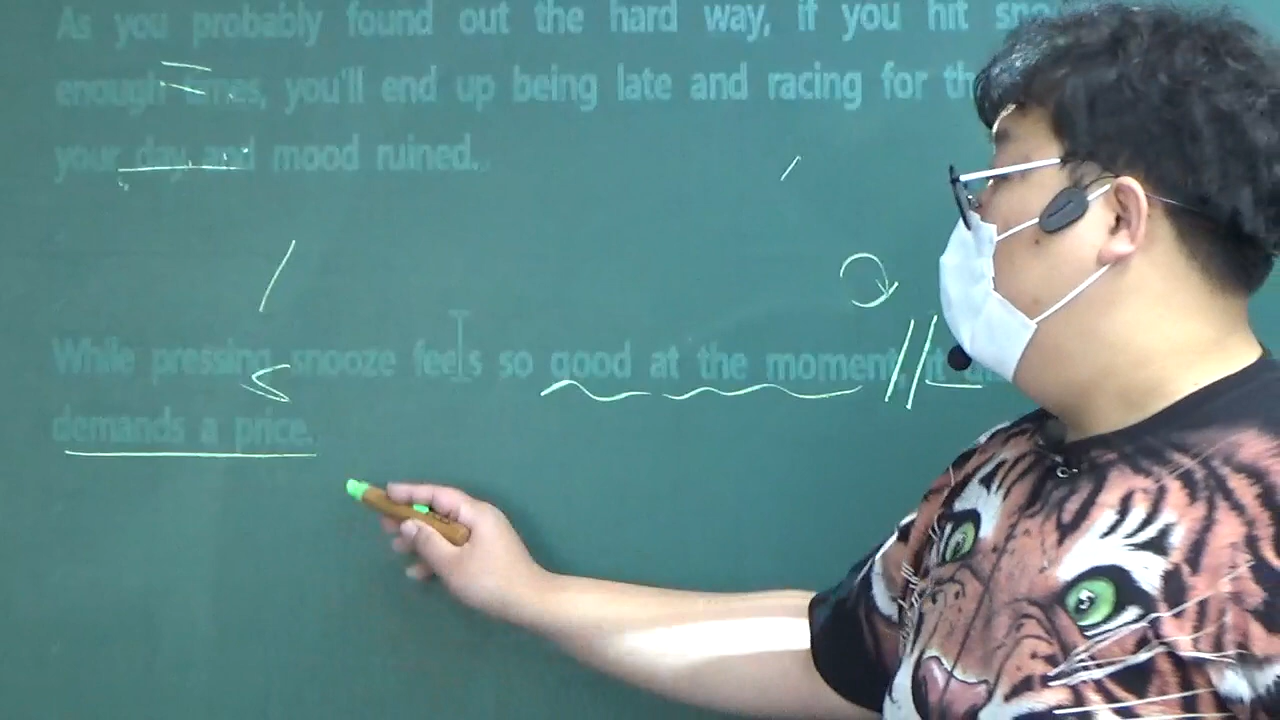 As you probably found out the hard way, if you hit
enough times, you'll end up being late and racing for
your day and mood ruined.
While pressing snooze feels so good at the moment, it
demands a price.